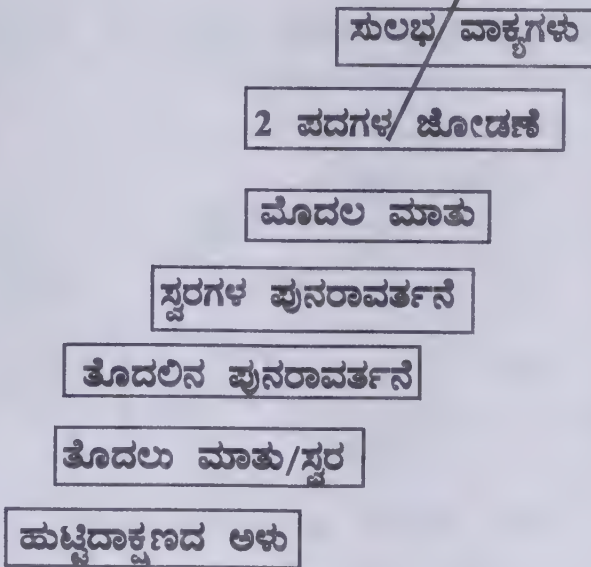 ಸುಲಭ ವಾಕ್ಯಗಳು
2 ಪದಗಳ ಜೋಡಣೆ
ಮೊದಲ ಮಾತು
ಸ್ವರಗಳ ಪುನರಾವರ್ತನೆ
ತೊದಲಿನ ಪುನರಾವರ್ತನೆ
ತೊದಲು ಮಾತು/ಸ್ವರ
ಹುಟ್ಟಿದಾಕ್ಷಣದ ಅಳು